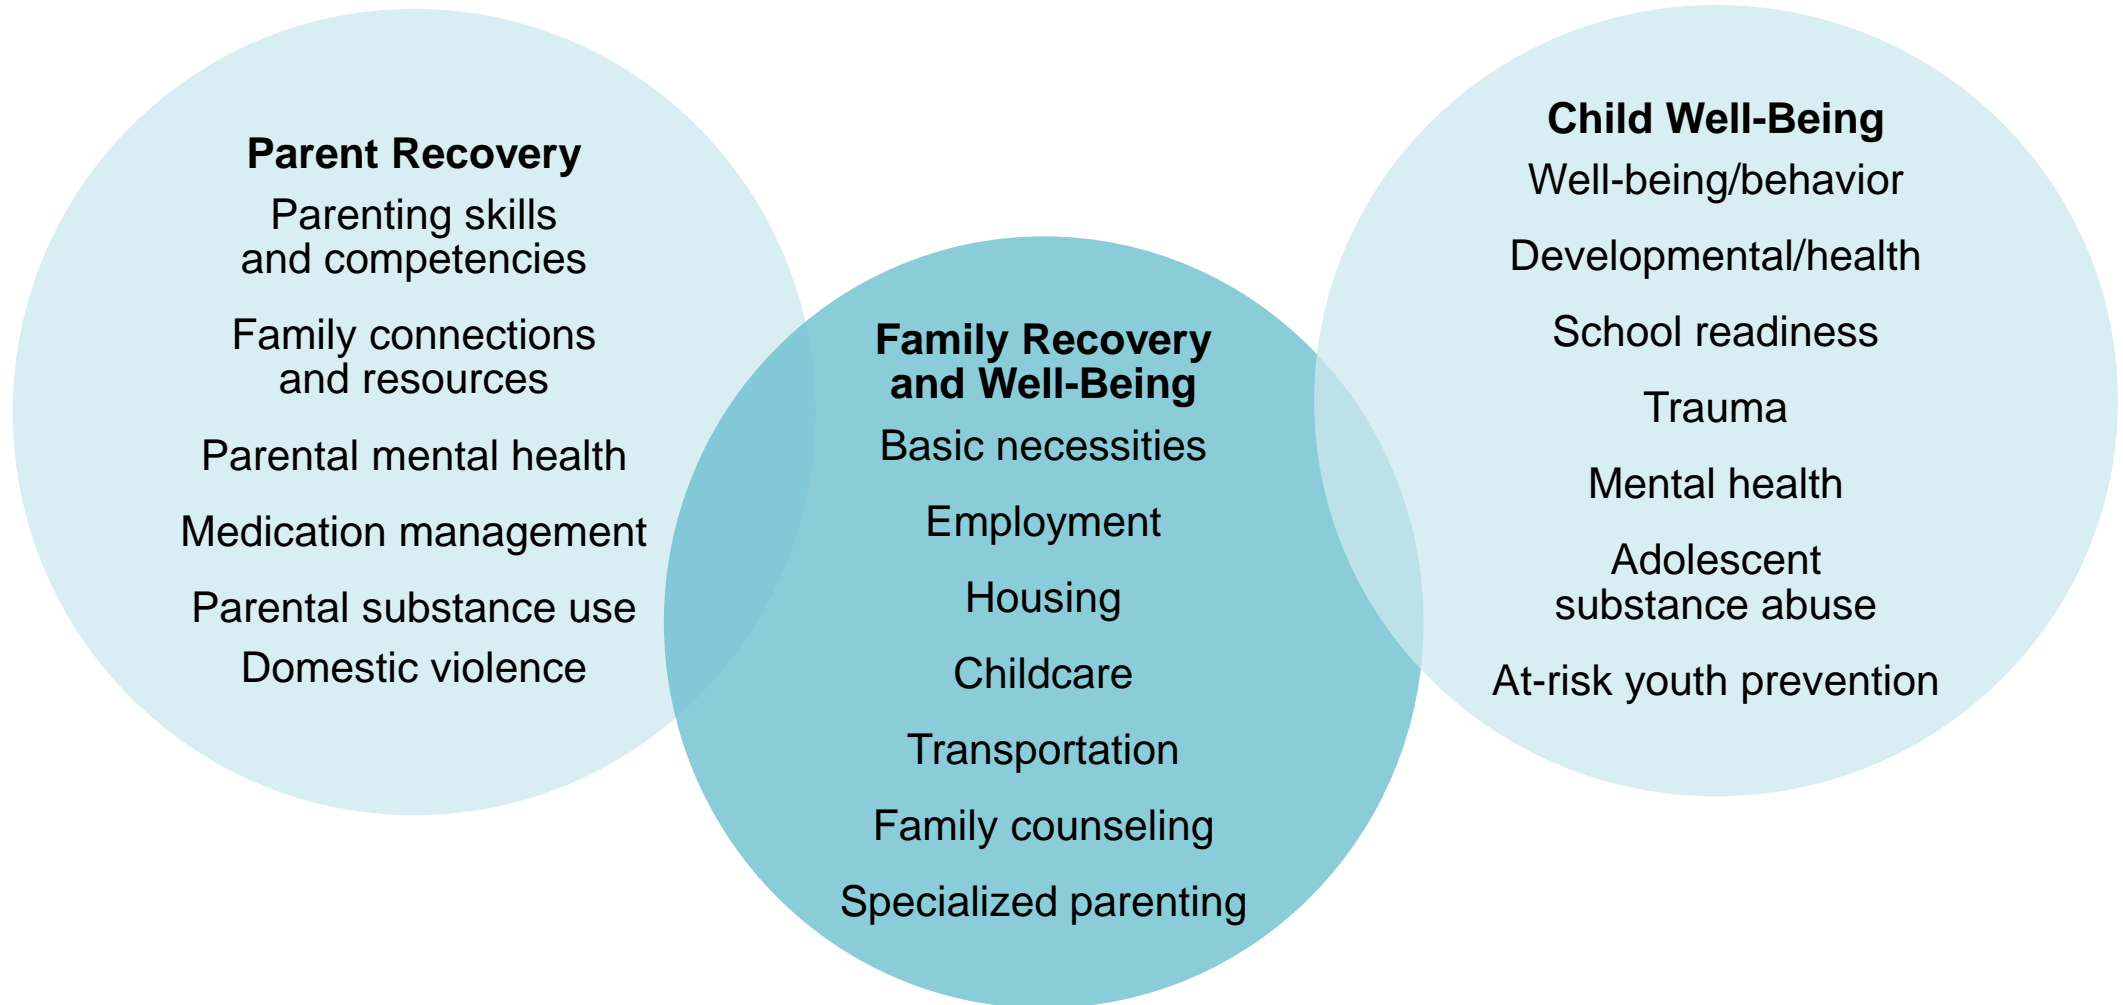 Parent Recovery
Parenting skills
and competencies
Family connections
and resources
Parental mental health
Medication management
Parental substance use
Domestic violence
Family Recovery
and Well-Being
Basic necessities
Employment
Housing
Childcare
Transportation
Family counseling
Specialized parenting
Child Well-Being
Well-being/behavior
Developmental/health
School readiness
Trauma
Mental health
Adolescent
substance abuse
At-risk youth prevention